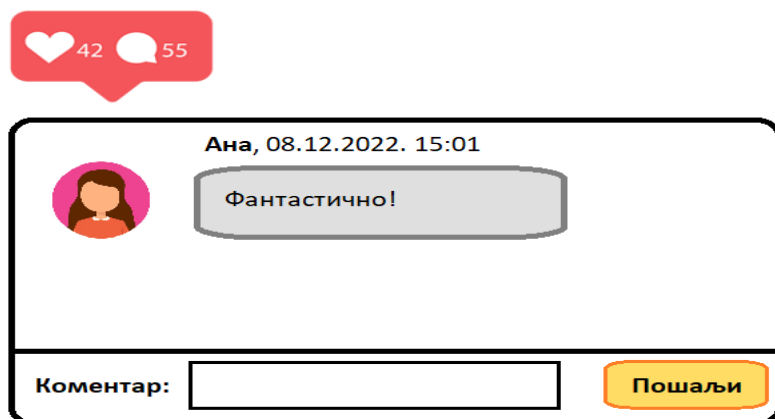 42 55
Ана, 08.12.2022. 15:01
Фантастично!
Коментар:
Пошаљи